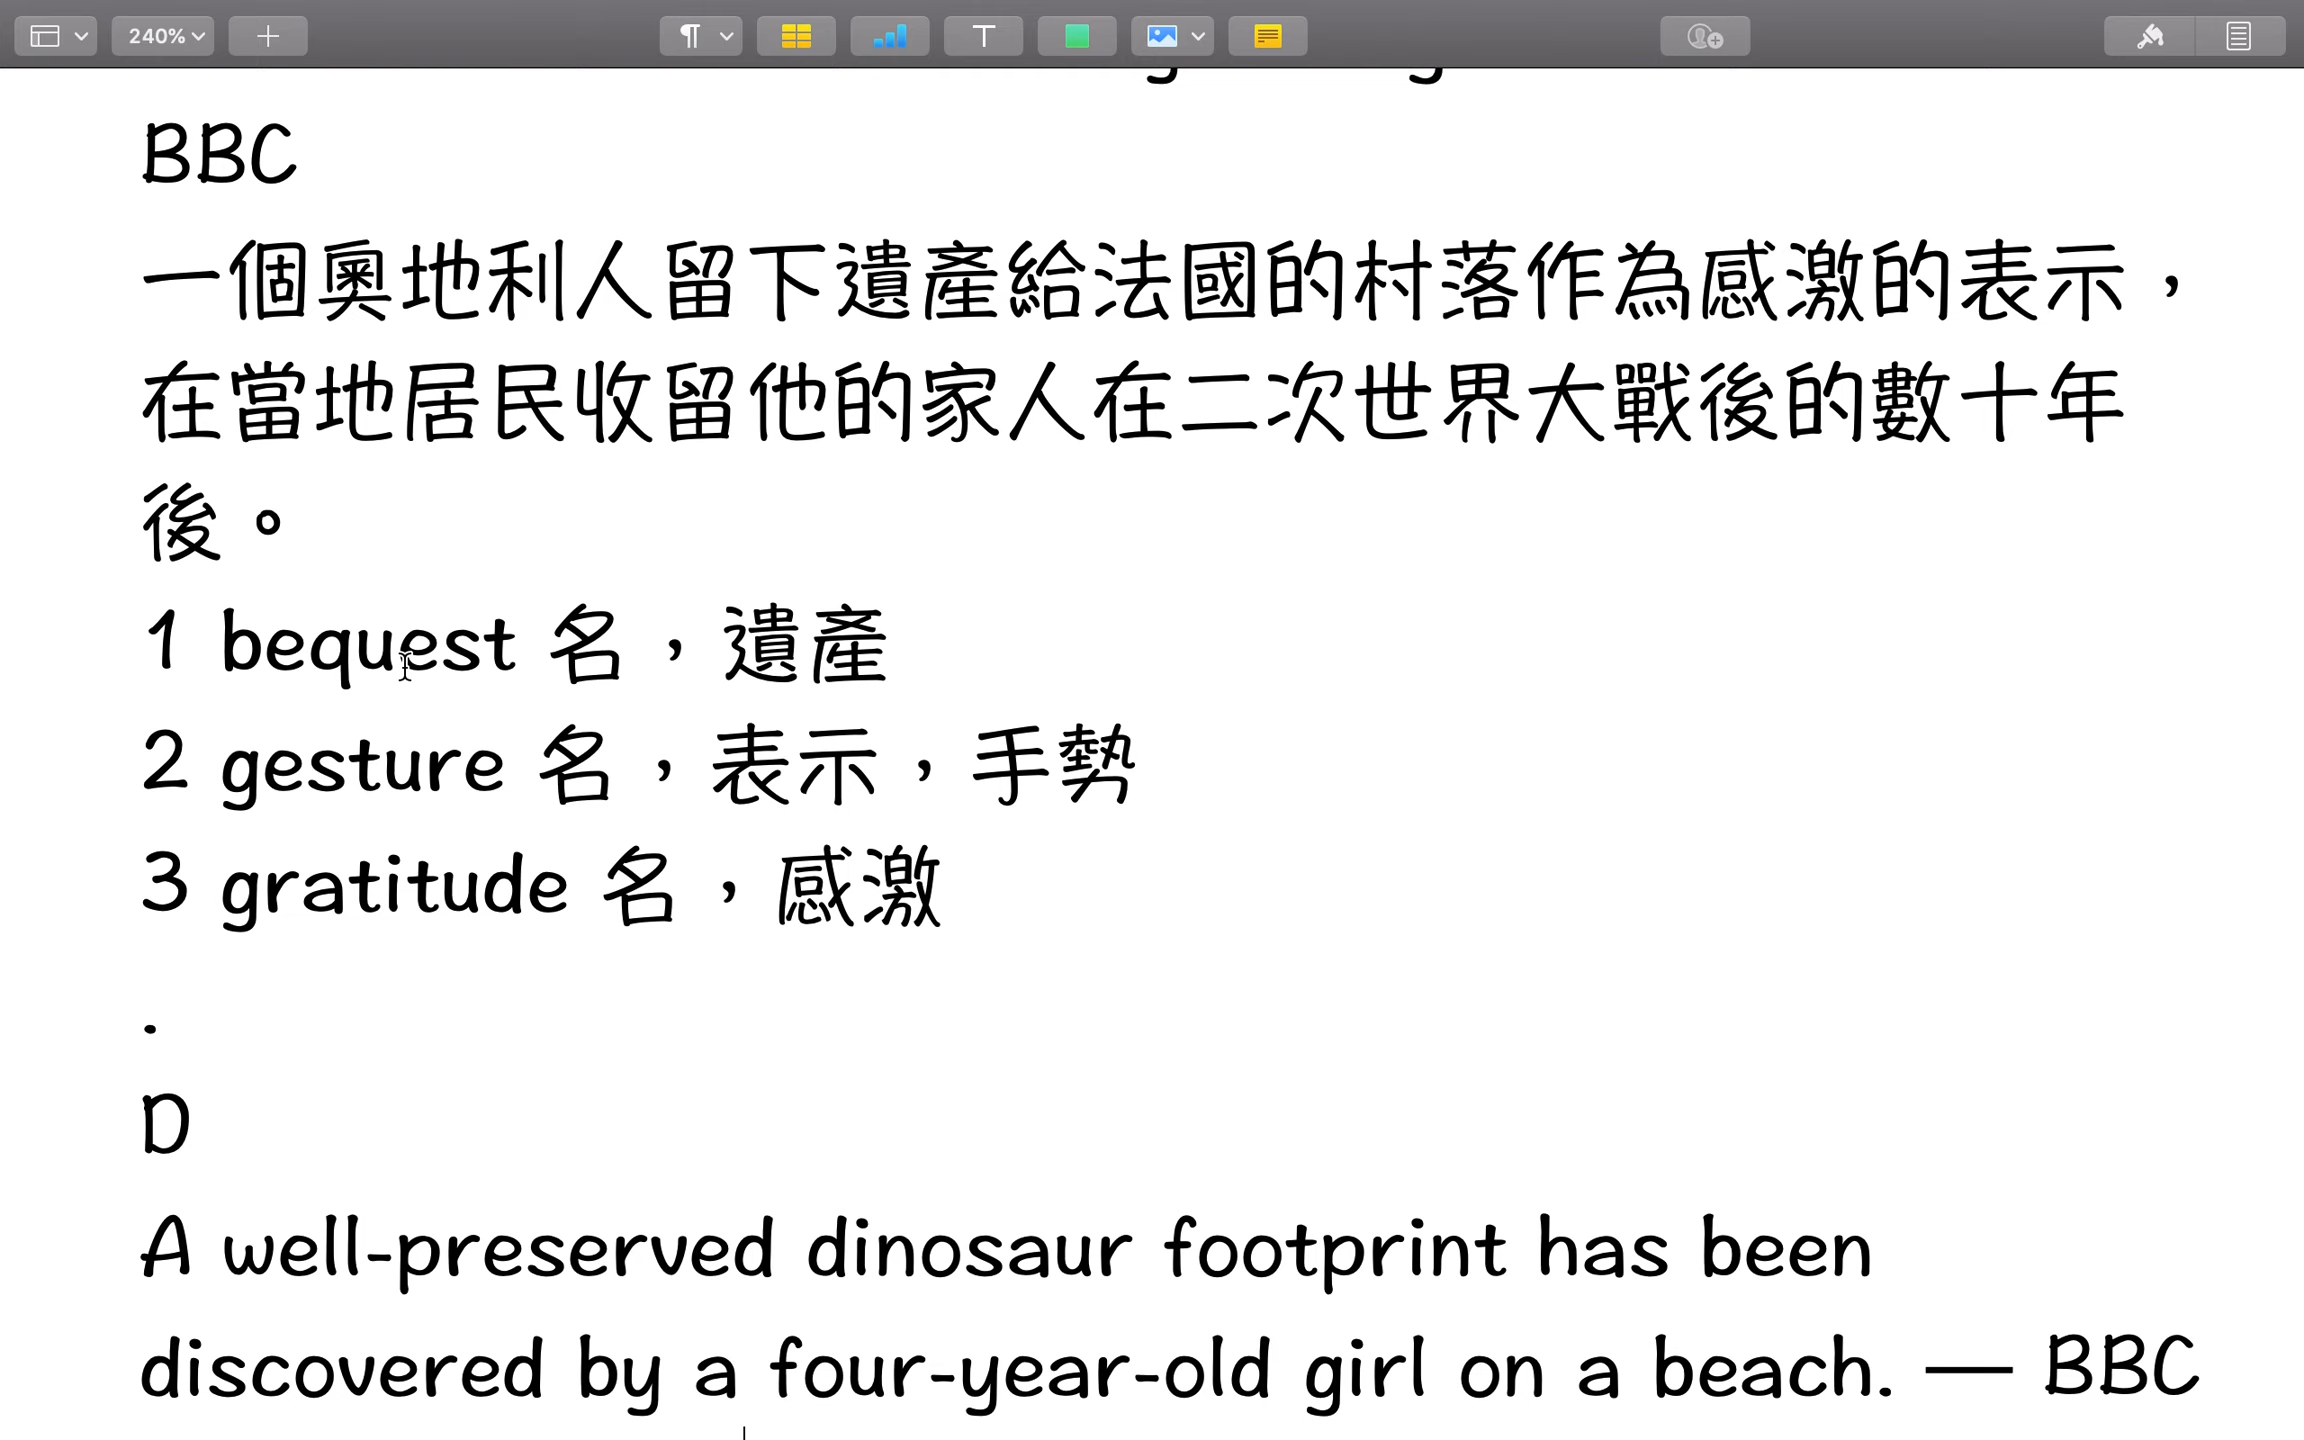 240%
BBC
一個奧地利人留下遺產給法國的村落作為感激的表示，
在當地居民收留他的家人在二次世界大戰後的數十年
後。
1 bequest 名，遺產
2 gesture 名，表示，手勢
3 gratitude 名，感激
.
D
A well-preserved dinosaur footprint has been
discovered by a four-year-old girl on a beach. — BBC